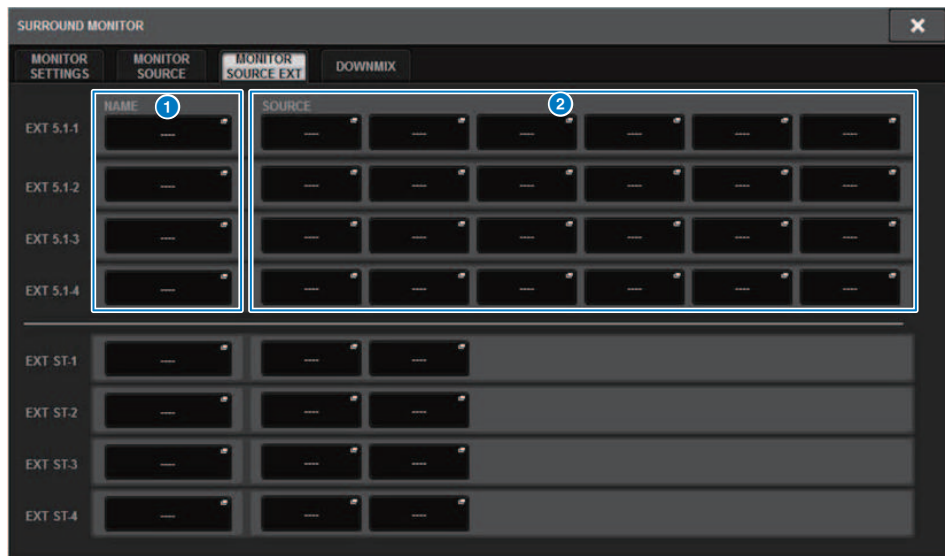 SURROUND MONITOR
MONITOR SETTINGS
MONITOR SOURCE
MONITOR SOURCE EXT
DOWNMIX
NAME 1 SOURCE 2
EXT 5.1-1 ---- ---- ---- ---- ---- ---- ----
EXT 5.1-2 ---- ---- ---- ---- ---- ---- ----
EXT 5.1-3 ---- ---- ---- ---- ---- ---- ----
EXT 5.1-4 ---- ---- ---- ---- ---- ---- ----
EXT ST-1 ---- ---- ----
EXT ST-2 ---- ---- ----
EXT ST-3 ---- ---- ----
EXT ST-4 ---- ---- ----